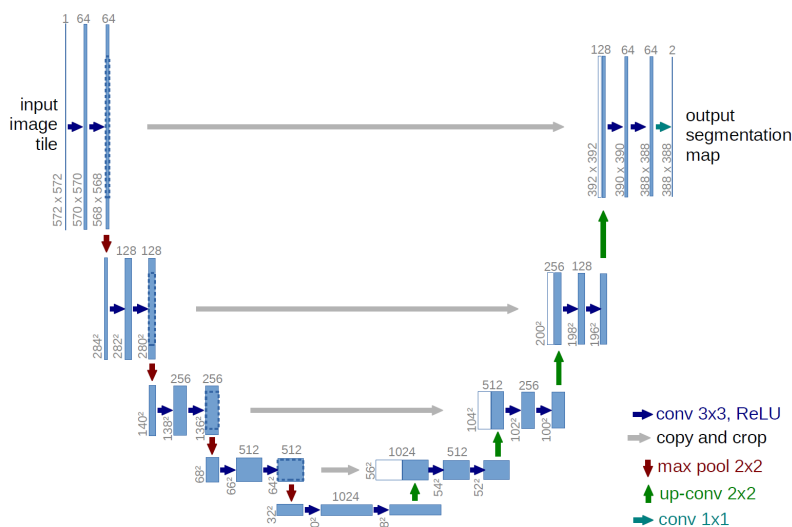 1 64 64
128 64 64 2
input
image
tile
output
segmentation
map
572 x 572
570 x 570
568 x 568
392 x 392
390 x 390
388 x 388
388 x 388
128 128
256 128
284²
282²
280²
200²
198²
196²
256 256
512 256
140²
138²
136²
104²
102²
100²
512 512
1024 512
68²
66²
64²
56²
54²
52²
1024
32²
conv 3x3, ReLU
copy and crop
max pool 2x2
up-conv 2x2
conv 1x1